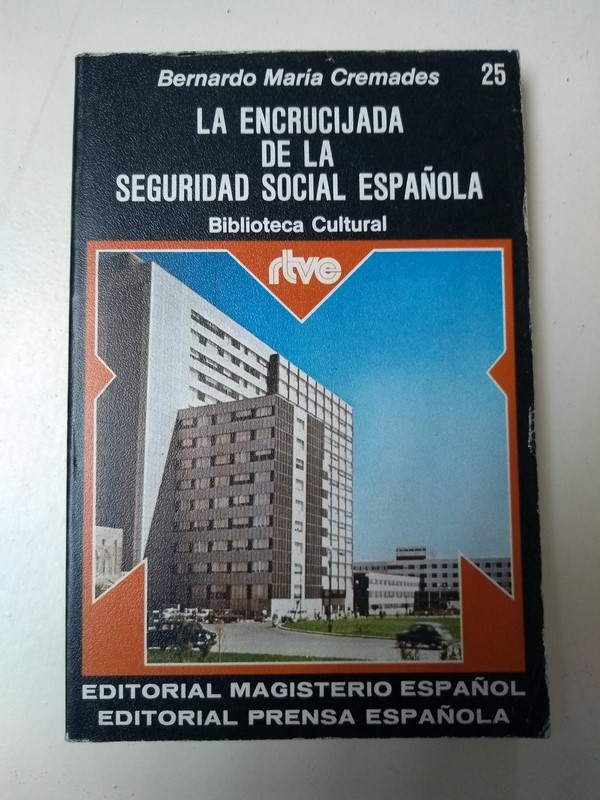 Bernardo María Cremades 25
LA ENCRUCIJADA
DE LA
SEGURIDAD SOCIAL ESPAÑOLA
Biblioteca Cultural
rtve
EDITORIAL MAGISTERIO ESPAÑOL
EDITORIAL PRENSA ESPAÑOLA